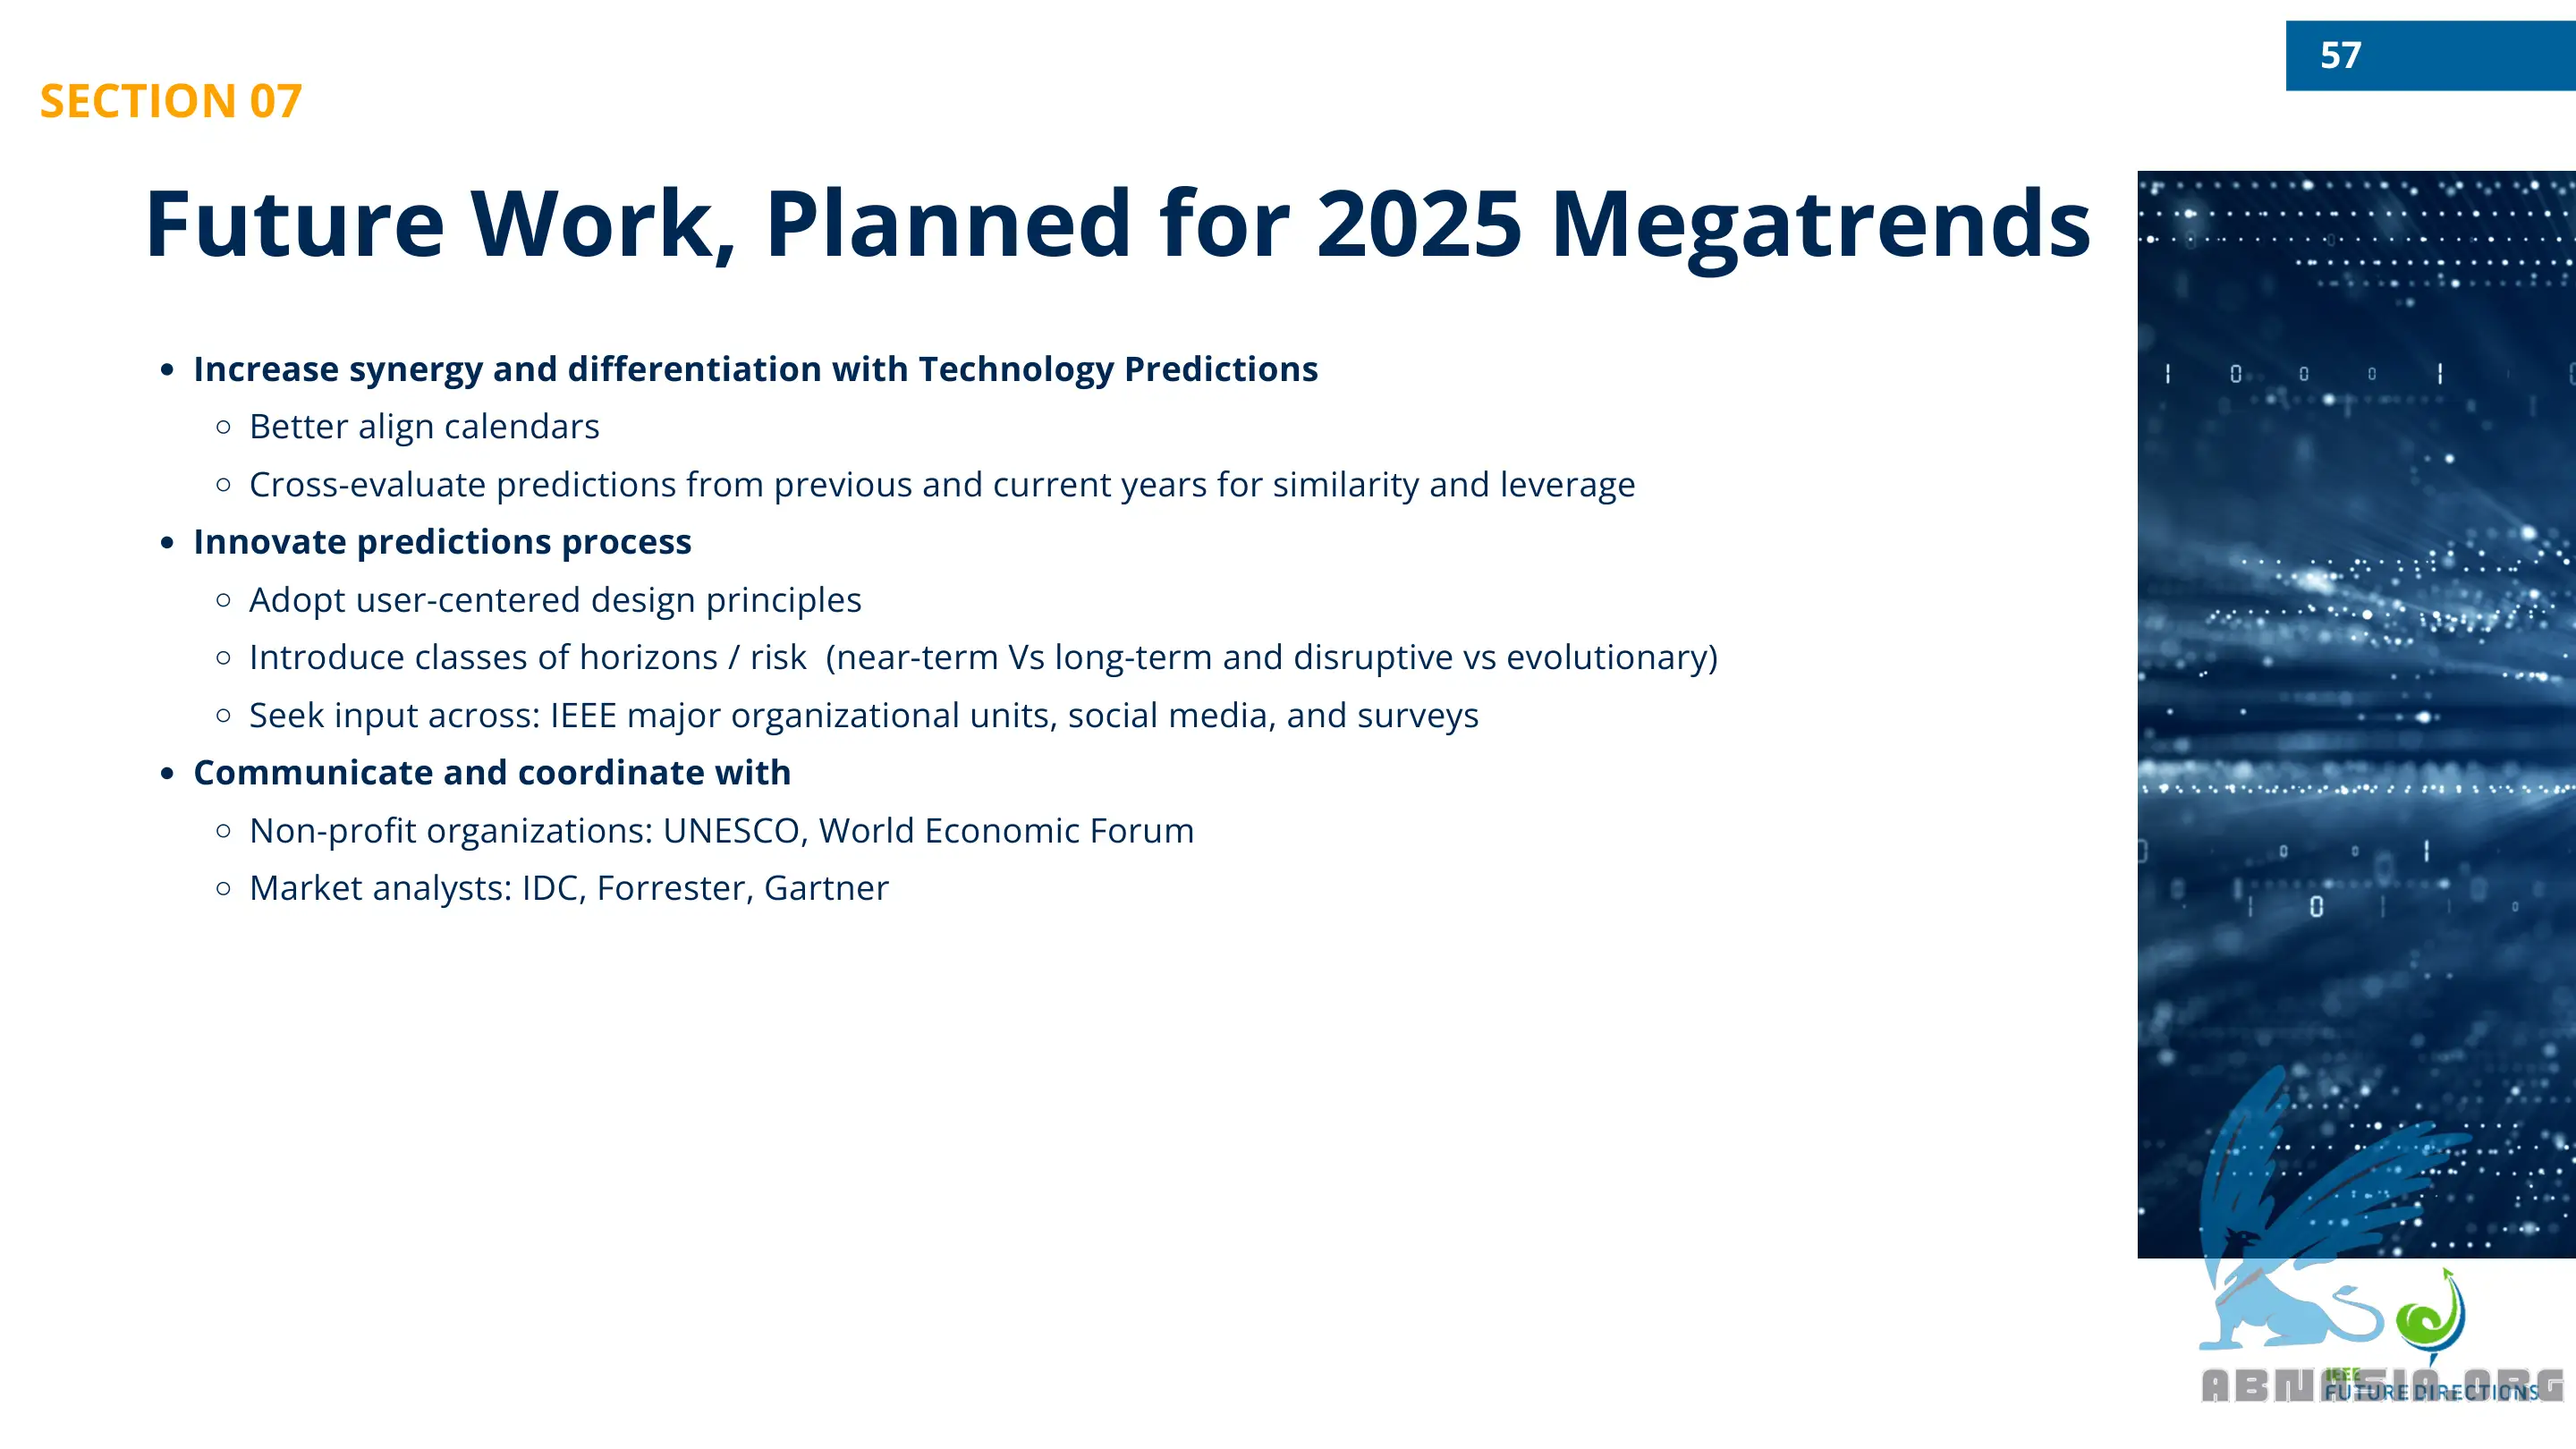 57
SECTION 07
Future Work, Planned for 2025 Megatrends
• Increase synergy and differentiation with Technology Predictions
○ Better align calendars
○ Cross-evaluate predictions from previous and current years for similarity and leverage
• Innovate predictions process
○ Adopt user-centered design principles
○ Introduce classes of horizons / risk  (near-term Vs long-term and disruptive vs evolutionary)
○ Seek input across: IEEE major organizational units, social media, and surveys
• Communicate and coordinate with
○ Non-profit organizations: UNESCO, World Economic Forum
○ Market analysts: IDC, Forrester, Gartner
IEEE
FUTURE DIRECTIONS
ABNASIA.ORG